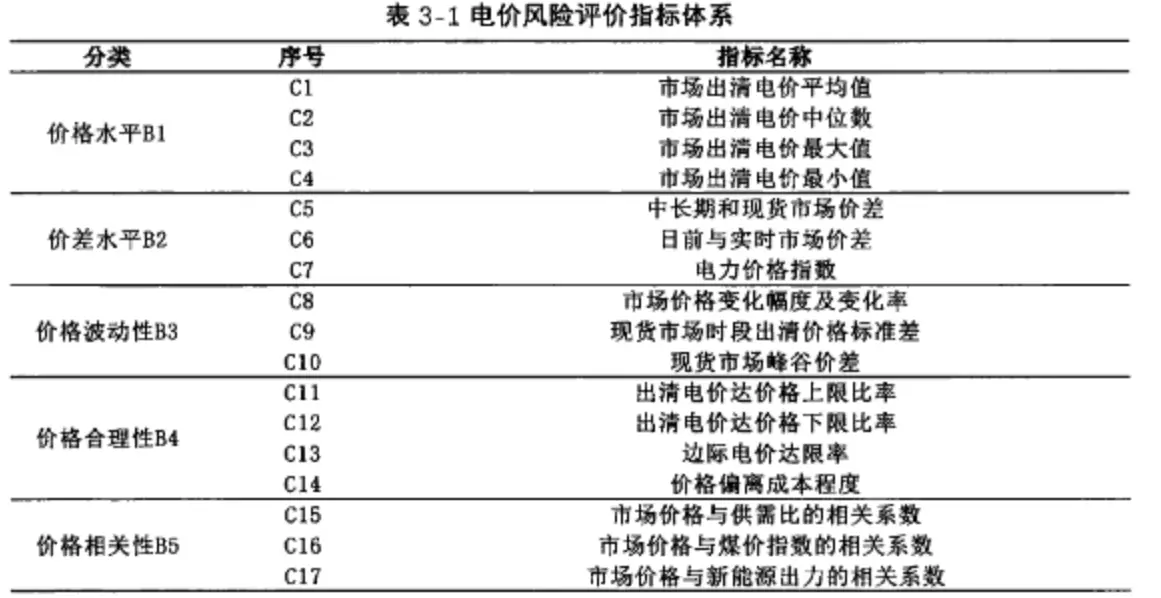 表 3-1 电价风险评价指标体系
分类 序号 指标名称
价格水平B1
C1 市场出清电价平均值
C2 市场出清电价中位数
C3 市场出清电价最大值
C4 市场出清电价最小值
价差水平B2
C5 中长期和现货市场价差
C6 日前与实时市场价差
C7 电力价格指数
价格波动性B3
C8 市场价格变化幅度及变化率
C9 现货市场时段出清价格标准差
C10 现货市场峰谷价差
价格合理性B4
C11 出清电价达价格上限比率
C12 出清电价达价格下限比率
C13 边际电价达限率
C14 价格偏离成本程度
价格相关性B5
C15 市场价格与供需比的相关系数
C16 市场价格与煤价指数的相关系数
C17 市场价格与新能源出力的相关系数